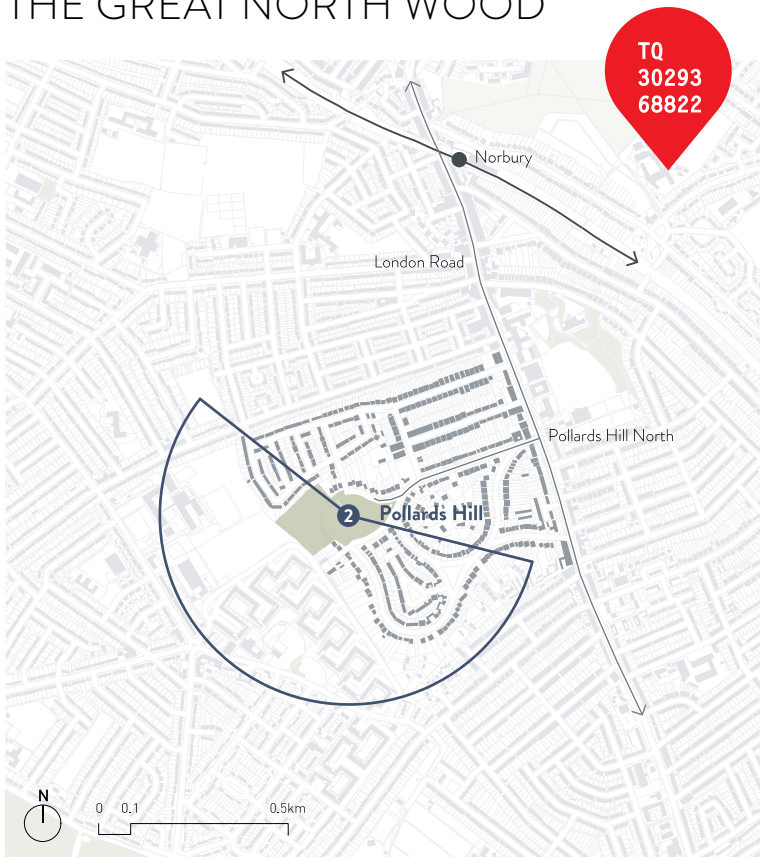 THE GREAT NORTH WOOD
TQ
30293
68822
Norbury
London Road
Pollards Hill North
2 Pollards Hill
N
0 0.1 0.5km